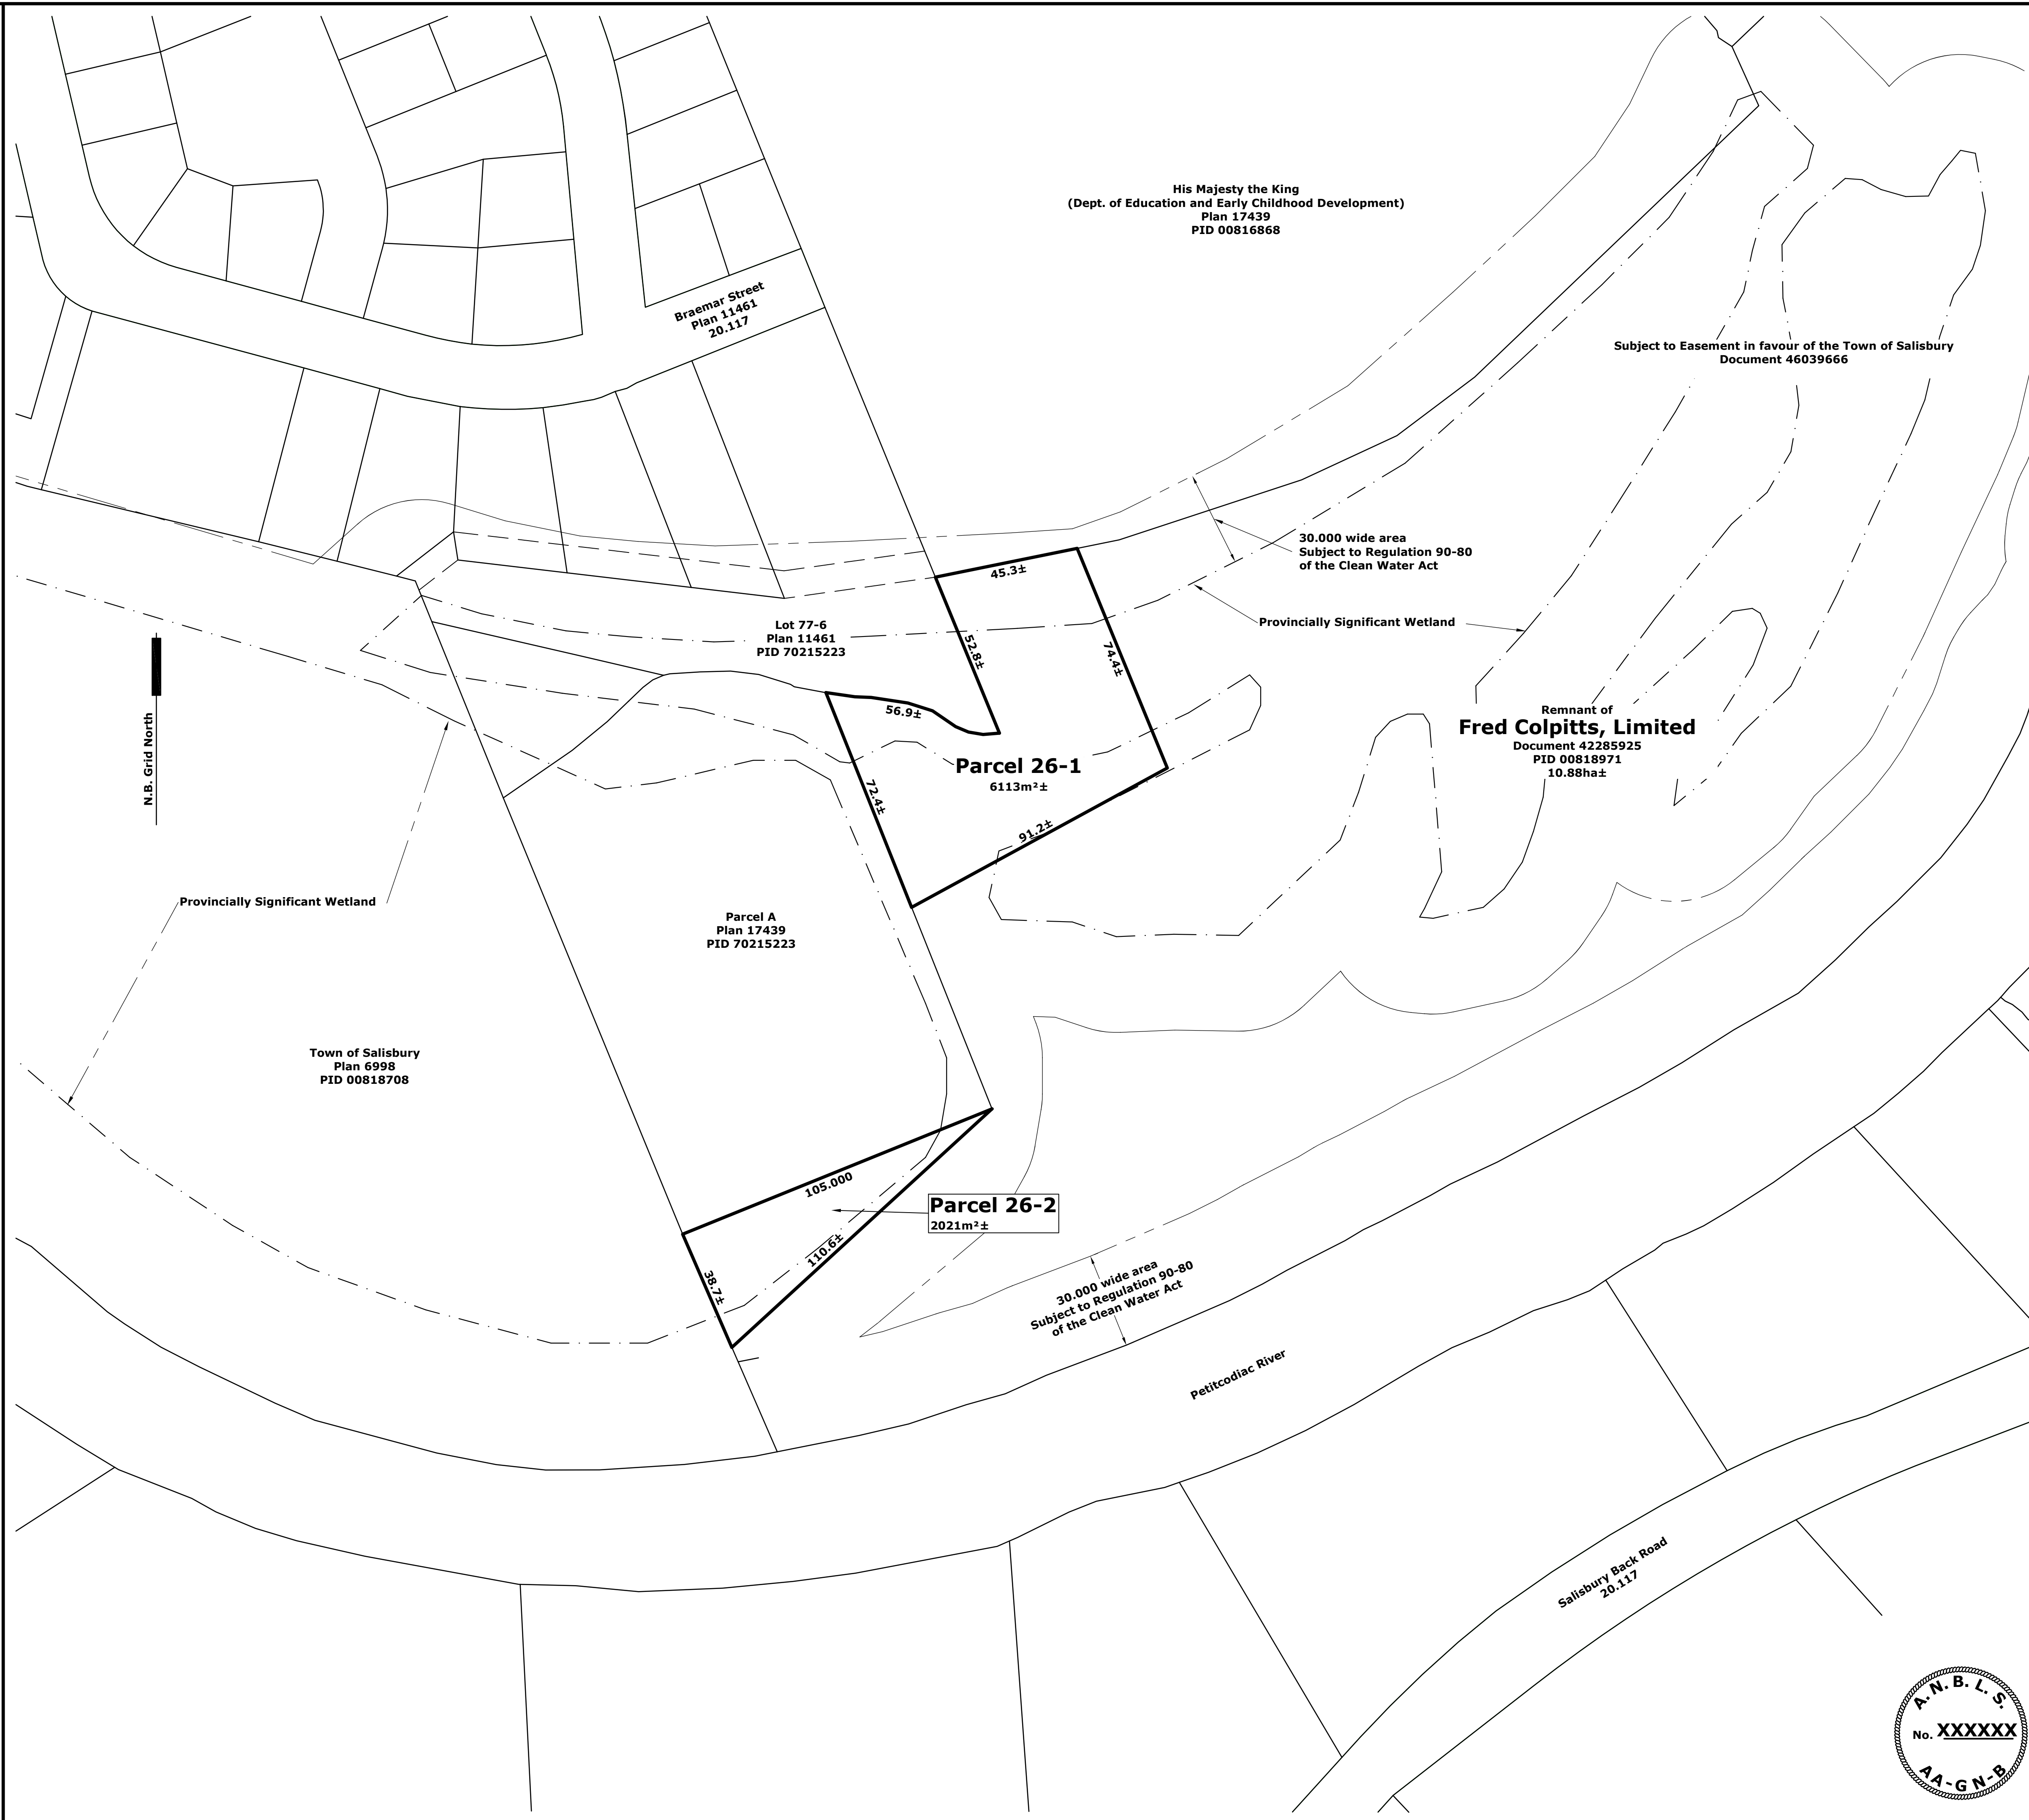 His Majesty the King
(Dept. of Education and Early Childhood Development)
Plan 17439
PID 00816868
Braemar Street
Plan 11461
20.117
Subject to Easement in favour of the Town of Salisbury
Document 46039666
30.000 wide area
Subject to Regulation 90-80
of the Clean Water Act
45.3±
Lot 77-6
Plan 11461
PID 70215223
52.8±
74.4±
Provincially Significant Wetland
56.9±
N.B. Grid North
Remnant of
Fred Colpitts, Limited
Document 42285925
PID 00818971
10.88ha±
Parcel 26-1
6113m²±
72.4±
91.2±
Provincially Significant Wetland
Parcel A
Plan 17439
PID 70215223
Town of Salisbury
Plan 6998
PID 00818708
105.000
Parcel 26-2
2021m²±
110.6±
38.7±
30.000 wide area
Subject to Regulation 90-80
of the Clean Water Act
Petitcodiac River
Salisbury Back Road
20.117
A.N.B.L.S.
No. XXXXXX
AA-GN-B